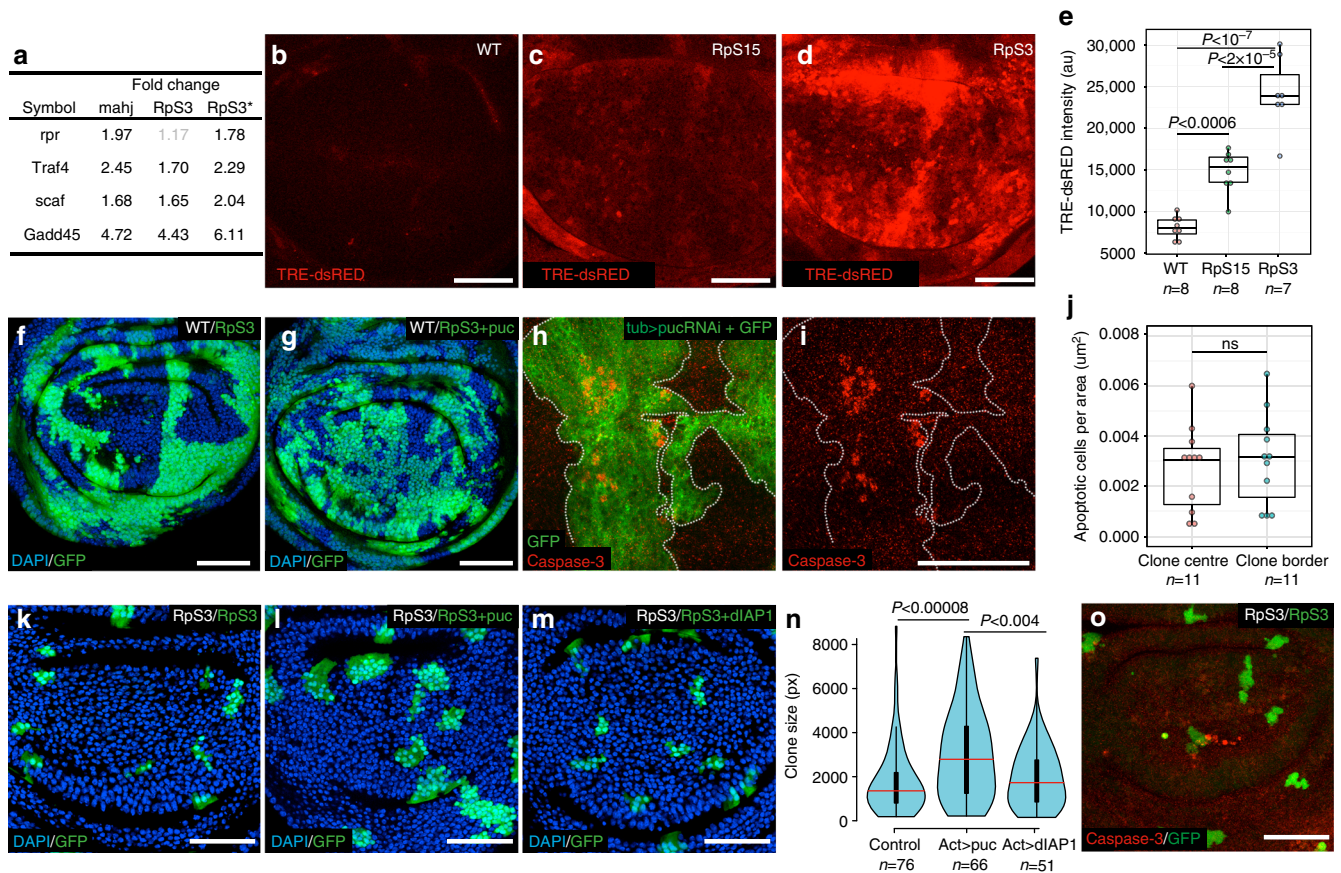 a
Fold change
Symbol mahj RpS3 RpS3*
rpr 1.97 1.17 1.78
Traf4 2.45 1.70 2.29
scaf 1.68 1.65 2.04
Gadd45 4.72 4.43 6.11
b WT
TRE-dsRED
c RpS15
TRE-dsRED
d RpS3
TRE-dsRED
e
P<10⁻⁷
P<2×10⁻⁵
P<0.0006
TRE-dsRED intensity (au)
30,000
25,000
20,000
15,000
10,000
5000
WT RpS15 RpS3
n=8 n=8 n=7
f WT/RpS3
DAPI/GFP
g WT/RpS3+puc
DAPI/GFP
h tub>pucRNAi + GFP
GFP
Caspase-3
i
Caspase-3
j
ns
Apoptotic cells per area (um²)
0.008
0.006
0.004
0.002
0.000
Clone centre Clone border
n=11 n=11
k RpS3/RpS3
DAPI/GFP
l RpS3/RpS3+puc
DAPI/GFP
m RpS3/RpS3+dIAP1
DAPI/GFP
n
P<0.00008
P<0.004
Clone size (px)
8000
6000
4000
2000
0
Control Act>puc Act>dIAP1
n=76 n=66 n=51
o RpS3/RpS3
Caspase-3/GFP